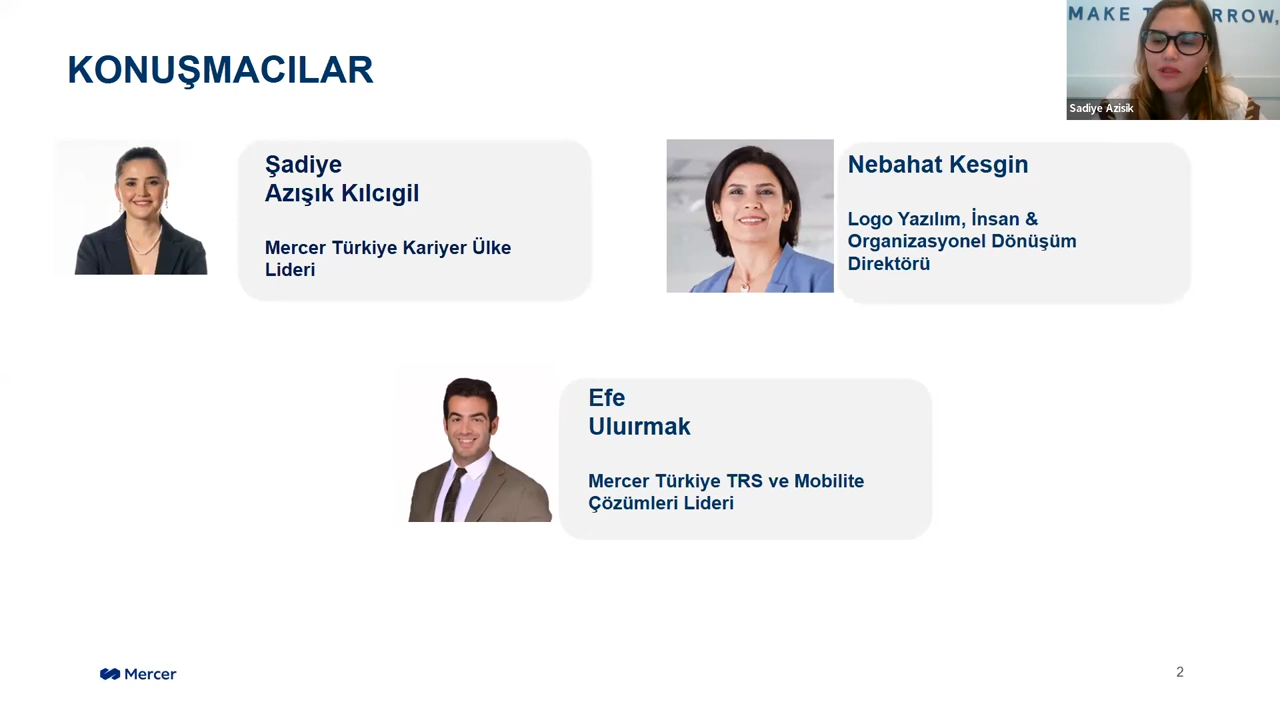 KONUŞMACILAR
MAKE T
RROW,
Sadiye Azisik
Şadiye
Azışık Kılcıgil
Mercer Türkiye Kariyer Ülke
Lideri
Nebahat Kesgin
Logo Yazılım, İnsan &
Organizasyonel Dönüşüm
Direktörü
Efe
Uluırmak
Mercer Türkiye TRS ve Mobilite
Çözümleri Lideri
Mercer
2